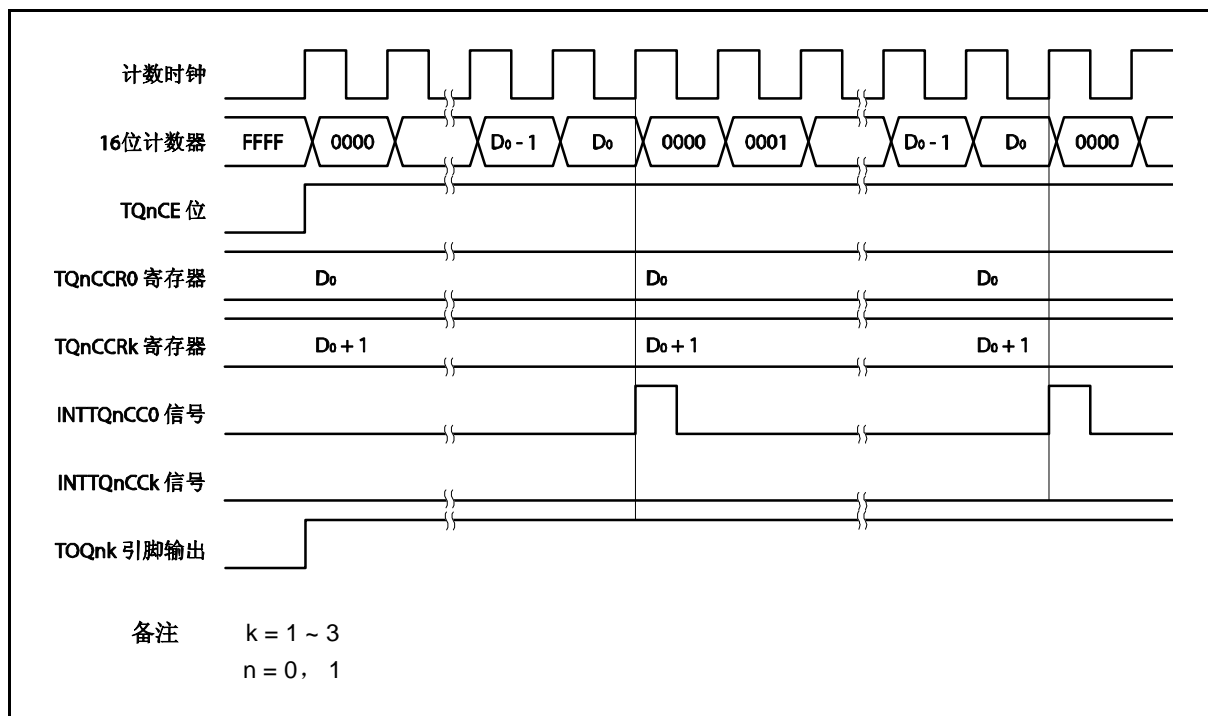 计数时钟
16位计数器 FFFF 0000 D₀ - 1 D₀ 0000 0001 D₀ - 1 D₀ 0000
TQnCE 位
TQnCCR0 寄存器 D₀ D₀ D₀
TQnCCRk 寄存器 D₀ + 1 D₀ + 1 D₀ + 1
INTTQnCC0 信号
INTTQnCCk 信号
TOQnk 引脚输出
备注 k = 1 ~ 3
n = 0， 1